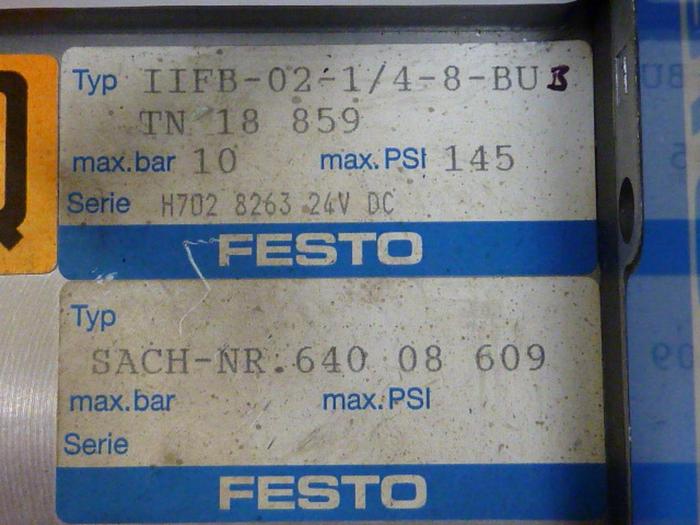 Typ IIFB-02-1/4-8-BUB
TN 18 859
max.bar 10 max.PSI 145
Serie H702 8263 24V DC
FESTO
Typ
SACH-NR.640 08 609
max.bar max.PSI
Serie
FESTO